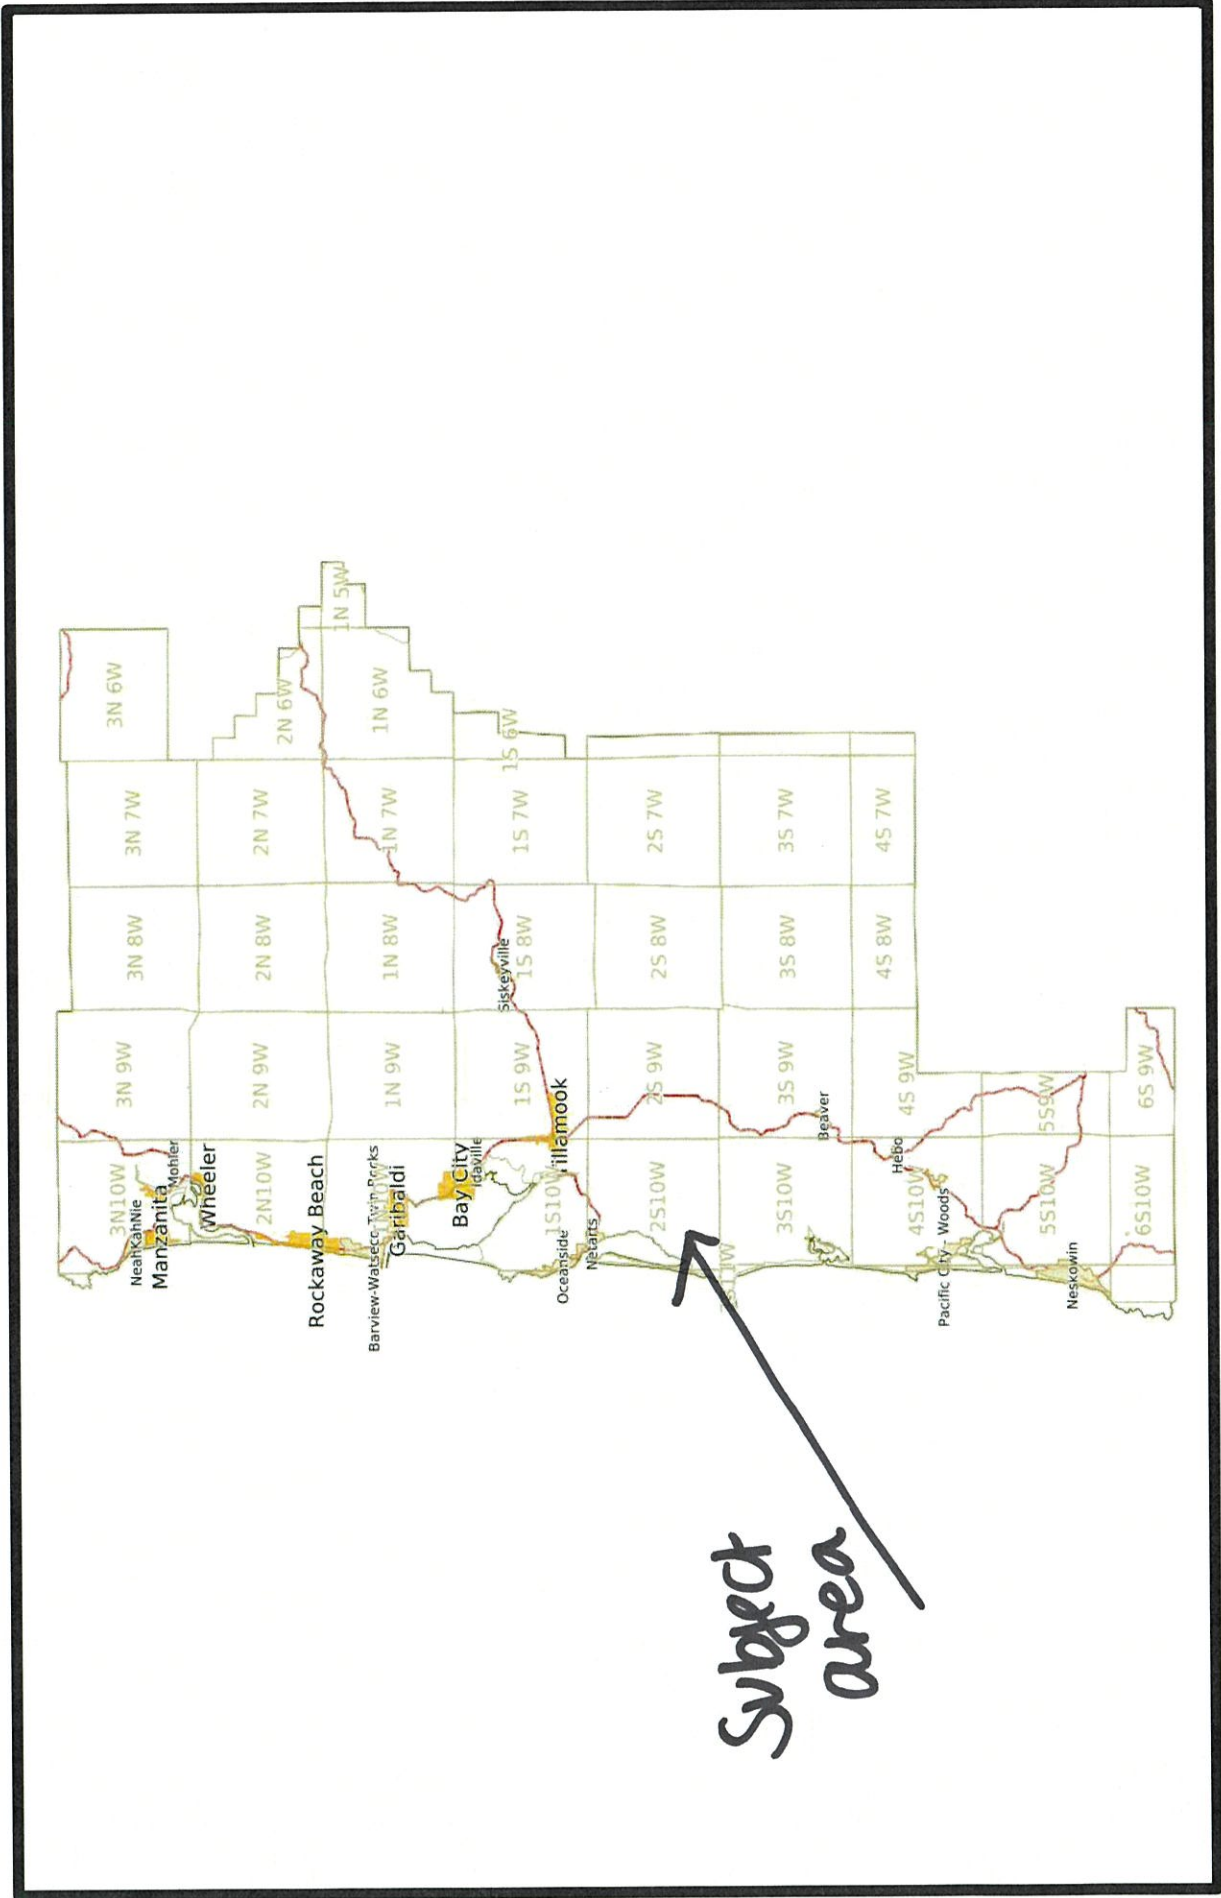 3N 6W
3N 7W
3N 8W
3N 9W
3N10W
NeahKahNie
Manzanita
Mohler
Wheeler
2N 6W
2N 7W
2N 8W
2N 9W
2N10W
Rockaway Beach
1N 5W
1N 6W
1N 7W
1N 8W
1N 9W
Barview-Watseco-Twin Rocks
Garibaldi
Bay City
Idaville
1S 6W
1S 7W
1S 8W
Siskeyville
1S 9W
Tillamook
1S10W
Oceanside
Netarts
2S 7W
2S 8W
2S 9W
2S10W
3S 7W
3S 8W
3S 9W
3S10W
Beaver
4S 7W
4S 8W
4S 9W
Hebo
4S10W
Pacific City - Woods
5S9W
5S10W
Neskowin
6S 9W
6S10W
Subject
area